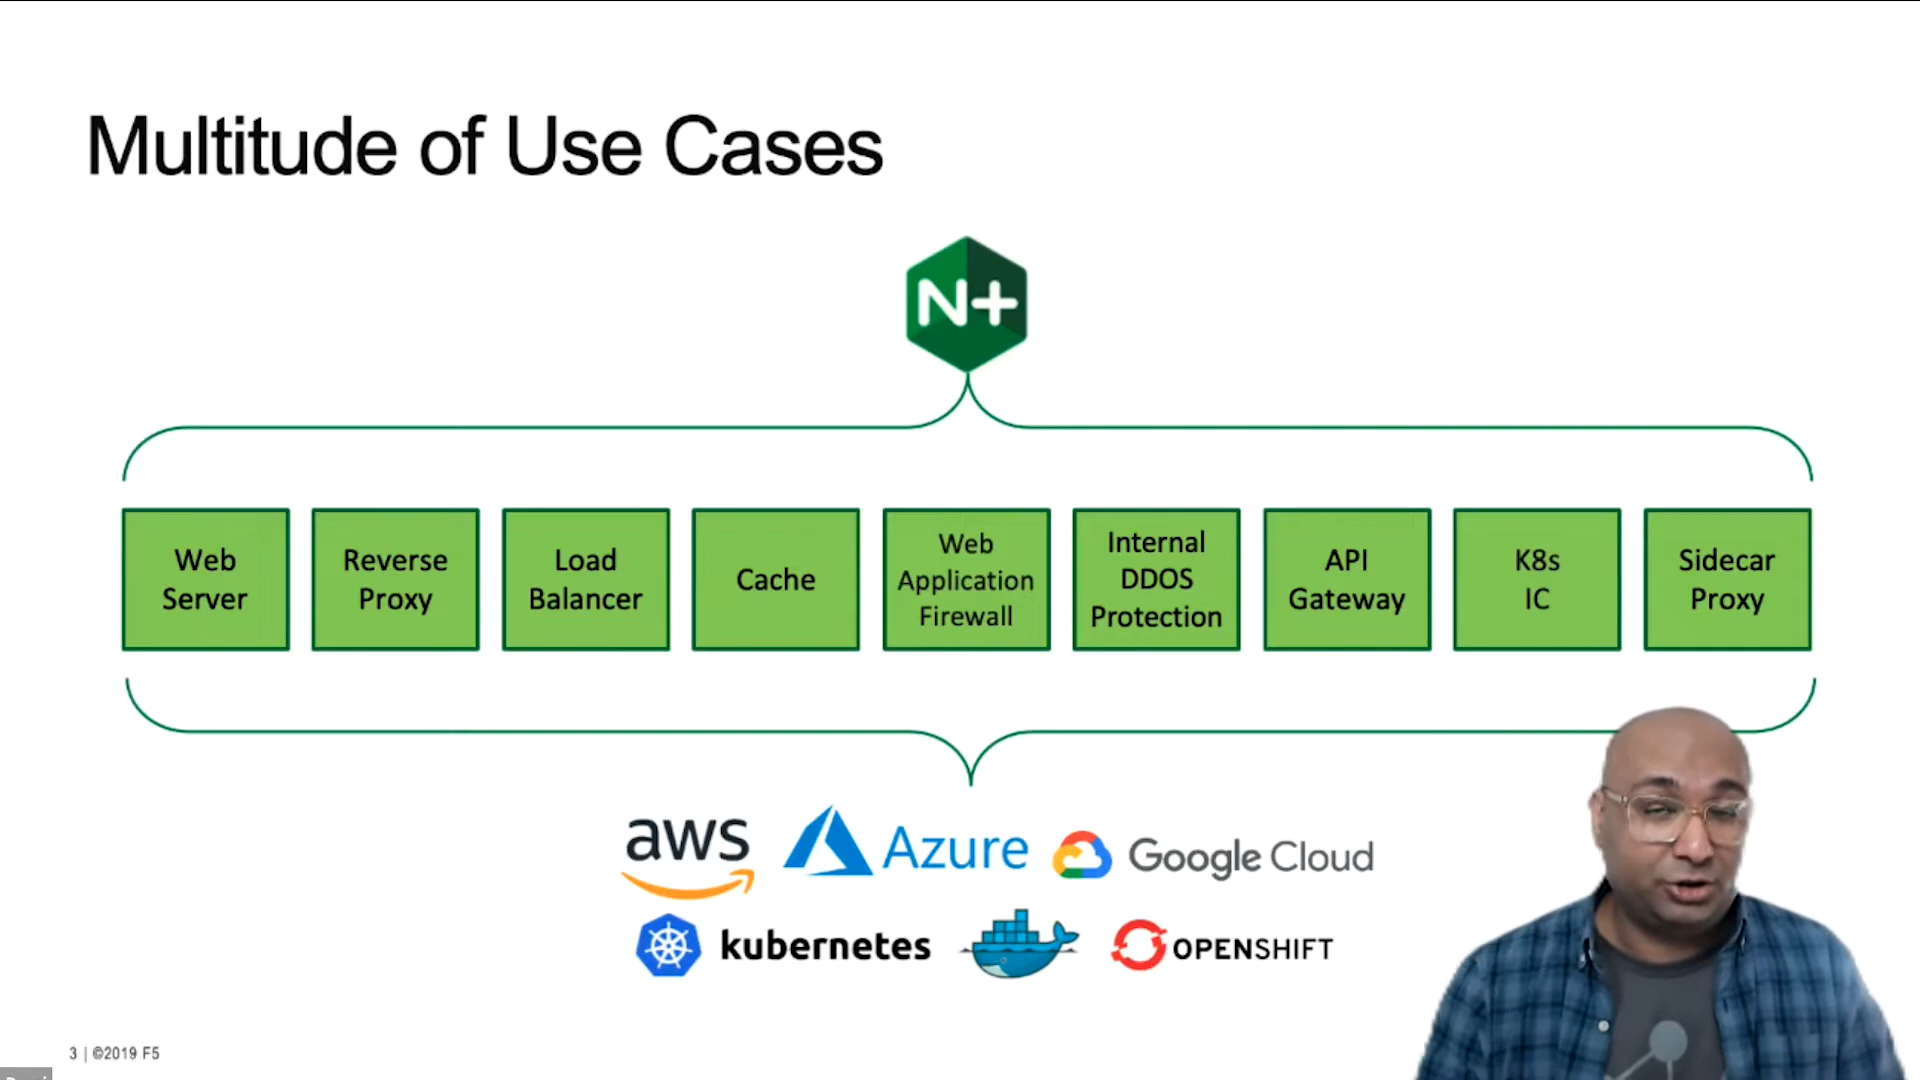 Multitude of Use Cases
N+
Web
Server
Reverse
Proxy
Load
Balancer
Cache
Web
Application
Firewall
Internal
DDOS
Protection
API
Gateway
K8s
IC
Sidecar
Proxy
aws
Azure
Google Cloud
kubernetes
OPENSHIFT
3 | ©2019 F5